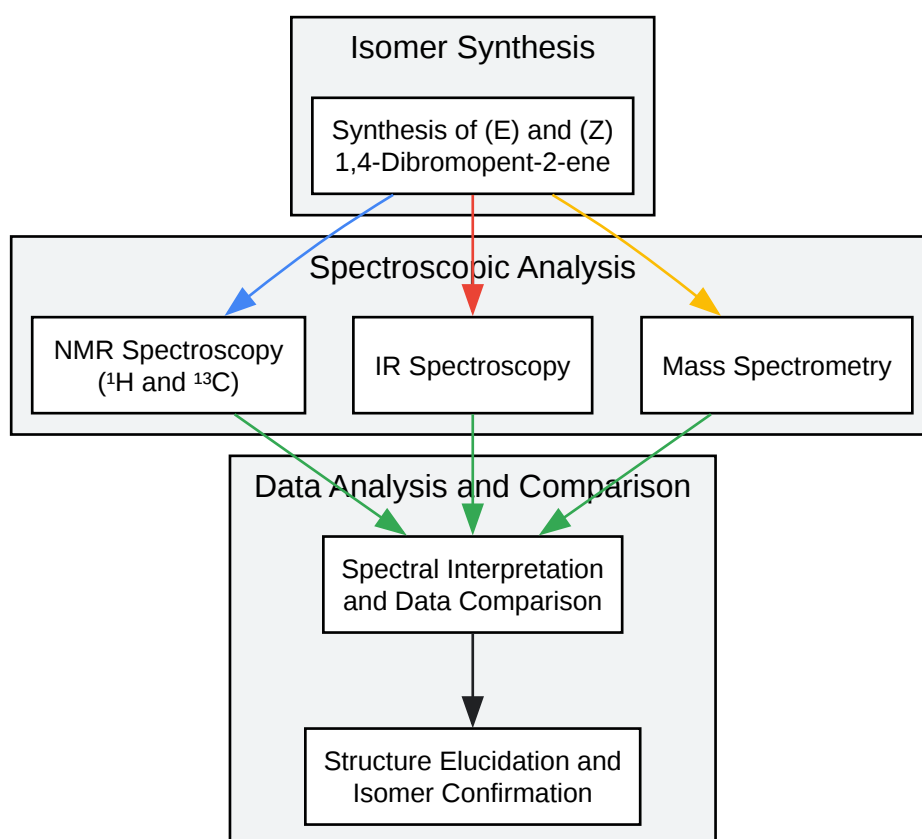 Isomer Synthesis
Synthesis of (E) and (Z)
1,4-Dibromopent-2-ene
Spectroscopic Analysis
NMR Spectroscopy
(¹H and ¹³C)
IR Spectroscopy
Mass Spectrometry
Data Analysis and Comparison
Spectral Interpretation
and Data Comparison
Structure Elucidation and
Isomer Confirmation